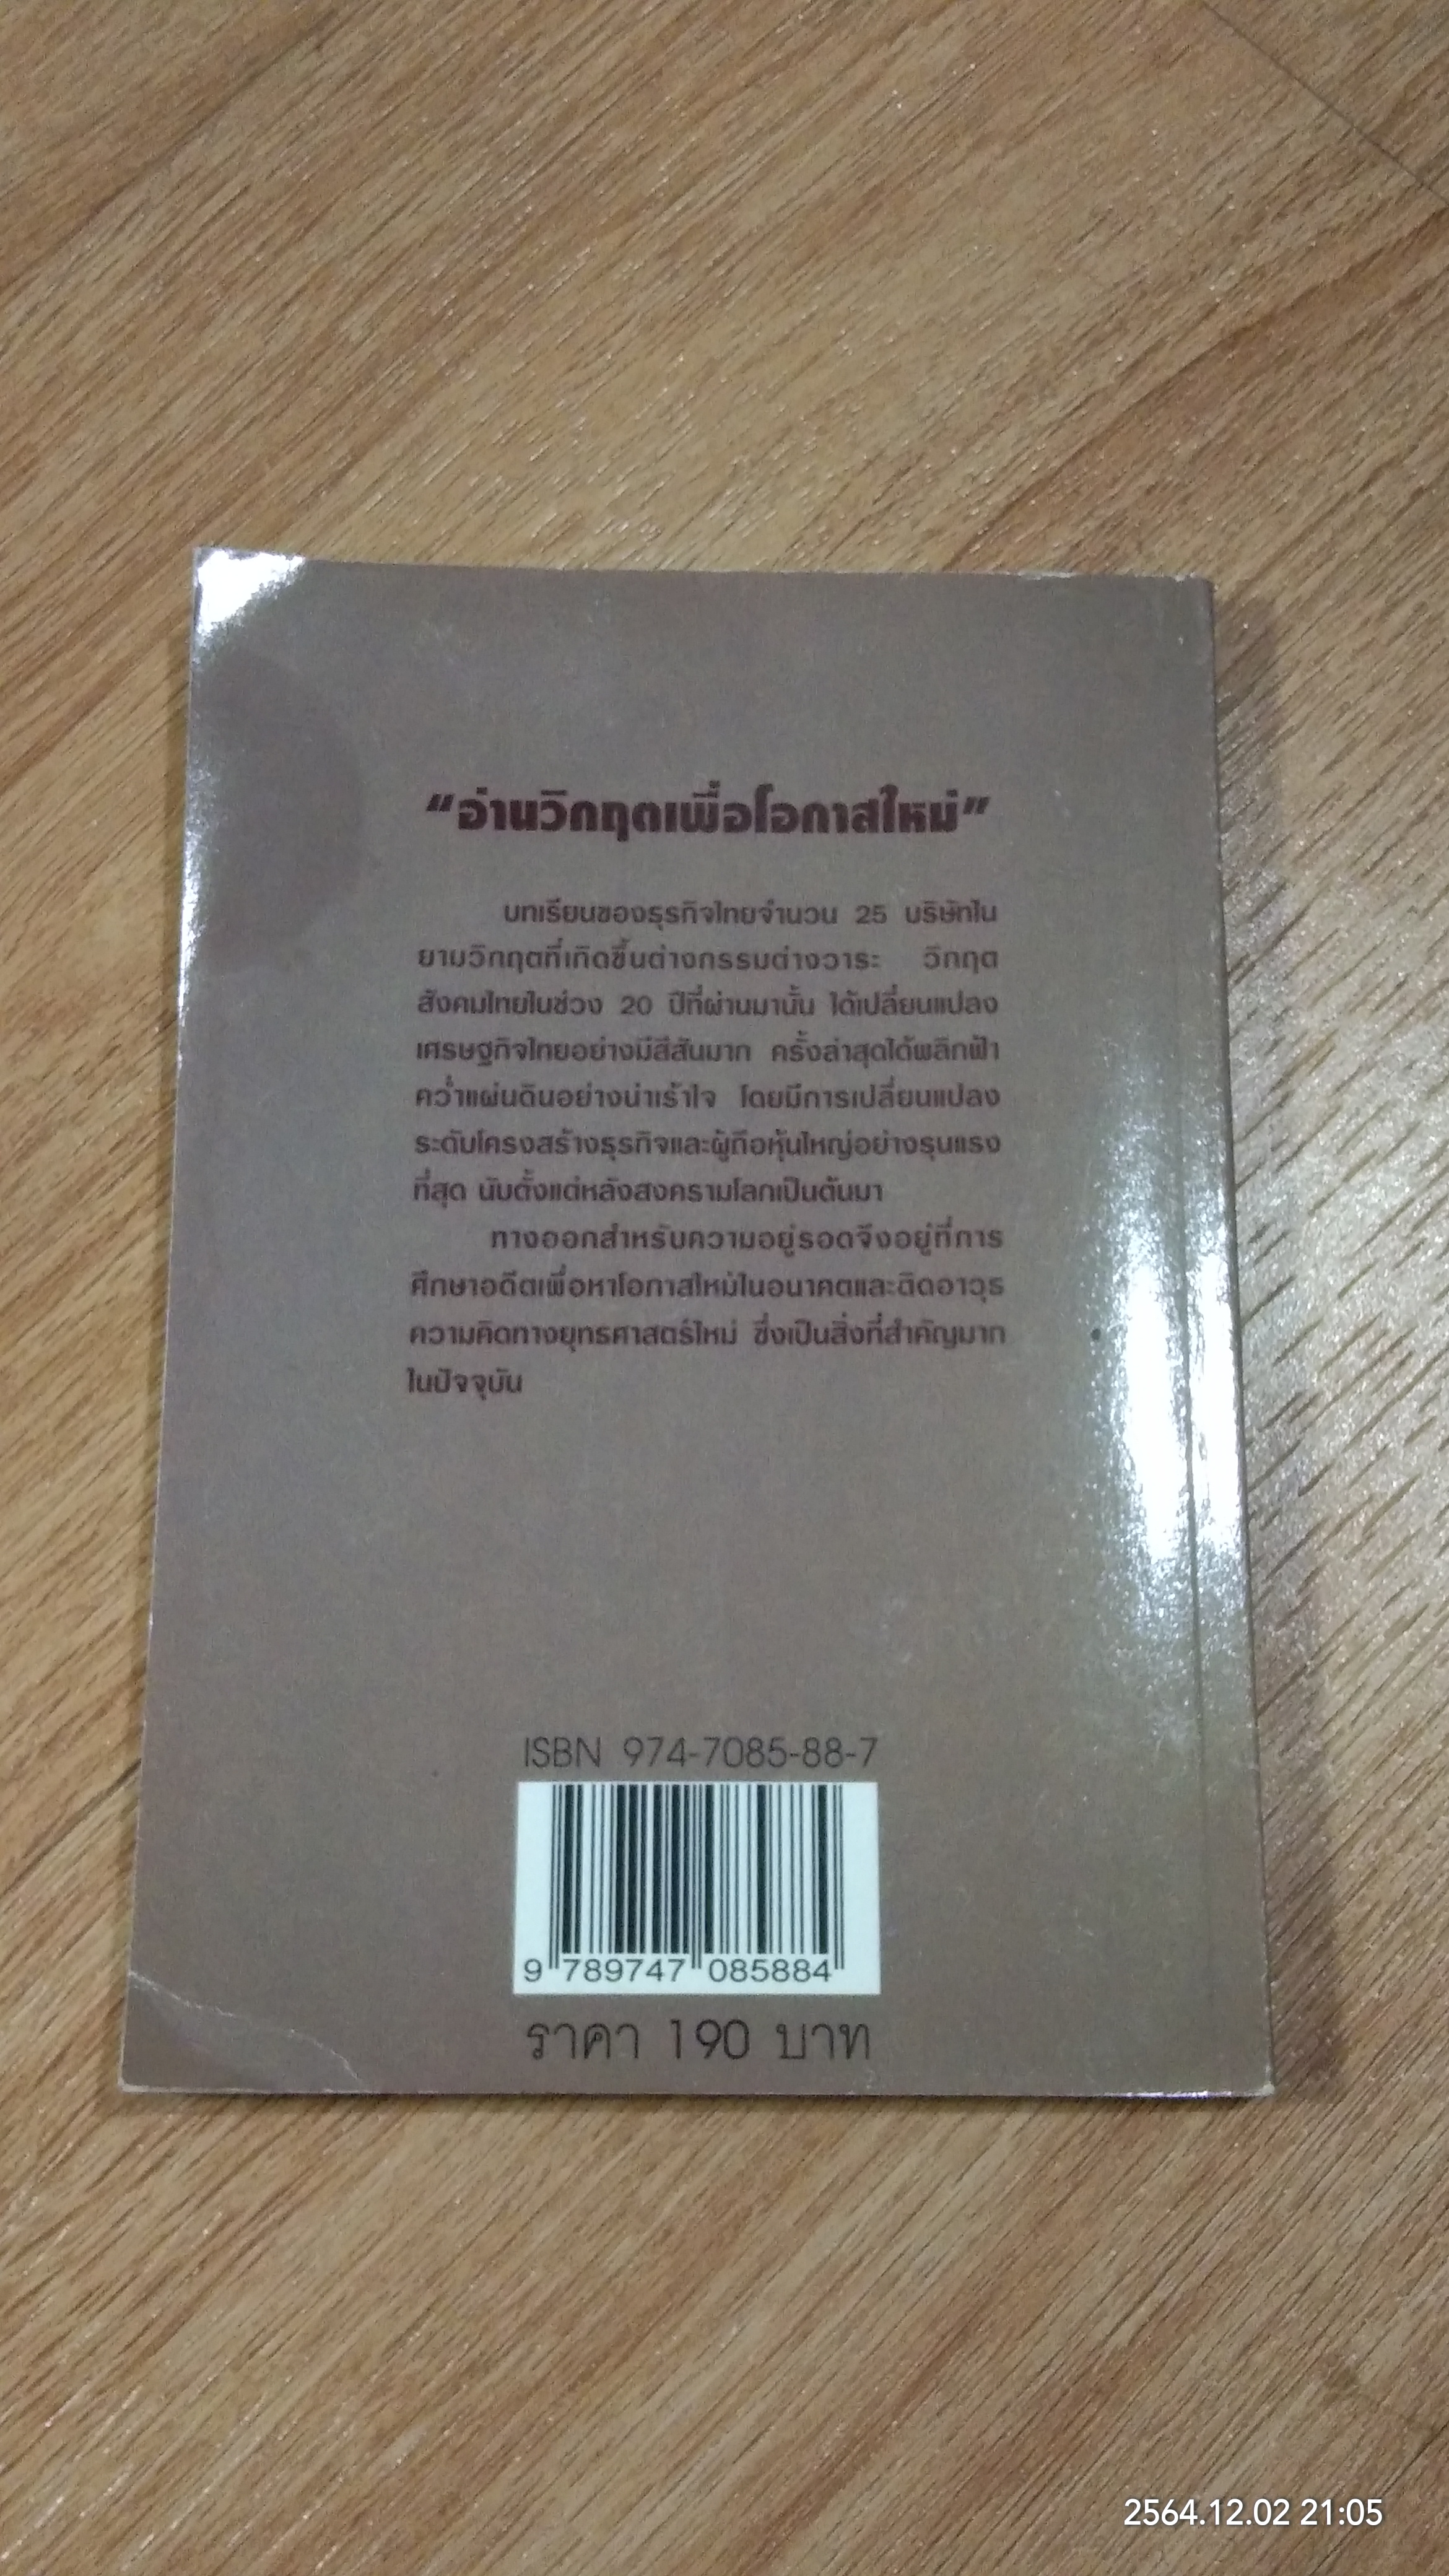 “อ่านวิกฤตเพื่อโอกาสใหม่”
บทเรียนของธุรกิจไทยจำนวน 25 บริษัทใน
ยามวิกฤตที่เกิดขึ้นต่างกรรมต่างวาระ วิกฤต
สังคมไทยในช่วง 20 ปีที่ผ่านมานั้น ได้เปลี่ยนแปลง
เศรษฐกิจไทยอย่างมีสีสันมาก ครั้งล่าสุดได้พลิกฟ้า
คว่ำแผ่นดินอย่างน่าเร้าใจ โดยมีการเปลี่ยนแปลง
ระดับโครงสร้างธุรกิจและผู้ถือหุ้นใหญ่อย่างรุนแรง
ที่สุด นับตั้งแต่หลังสงครามโลกเป็นต้นมา
ทางออกสำหรับความอยู่รอดจึงอยู่ที่การ
ศึกษาอดีตเพื่อหาโอกาสใหม่ในอนาคตและติดอาวุธ
ความคิดทางยุทธศาสตร์ใหม่ ซึ่งเป็นสิ่งที่สำคัญมาก
ในปัจจุบัน
ISBN 974-7085-88-7
9 789747 085884
ราคา 190 บาท
2564.12.02 21:05